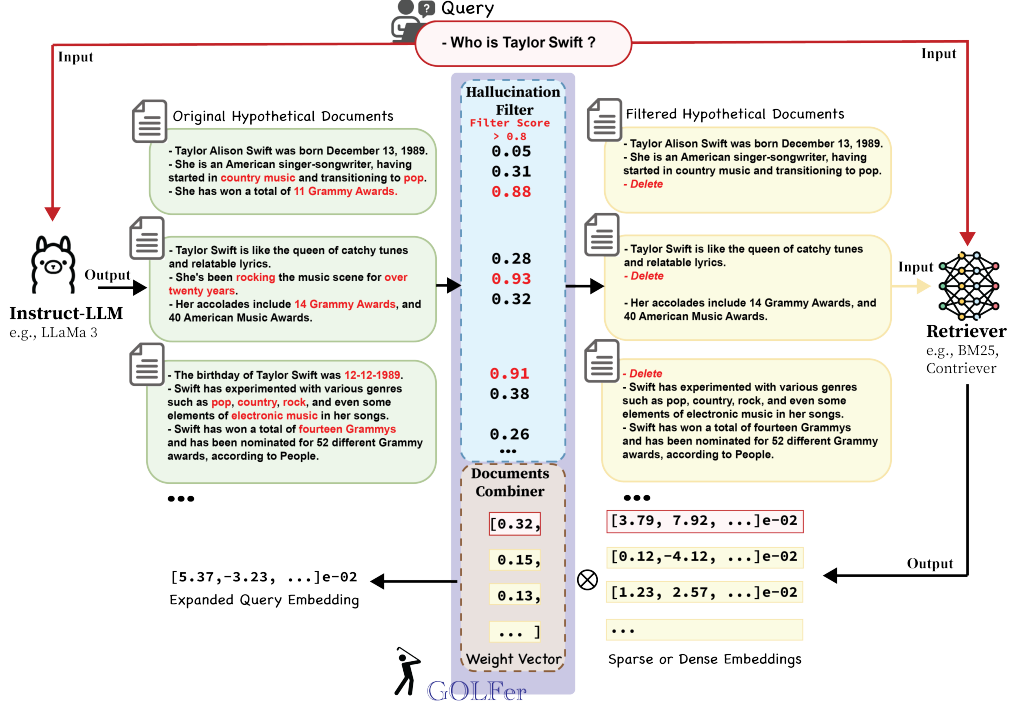 Query
- Who is Taylor Swift ?
Input
Input
Hallucination
Filter
Filter Score
> 0.8
0.05
0.31
0.88
0.28
0.93
0.32
0.91
0.38
0.26
...
Original Hypothetical Documents
- Taylor Alison Swift was born December 13, 1989.
- She is an American singer-songwriter, having
started in country music and transitioning to pop.
- She has won a total of 11 Grammy Awards.
- Taylor Swift is like the queen of catchy tunes
and relatable lyrics.
- She's been rocking the music scene for over
twenty years.
- Her accolades include 14 Grammy Awards, and
40 American Music Awards.
- The birthday of Taylor Swift was 12-12-1989.
- Swift has experimented with various genres
such as pop, country, rock, and even some
elements of electronic music in her songs.
- Swift has won a total of fourteen Grammys
and has been nominated for 52 different Grammy
awards, according to People.
...
Output
Instruct-LLM
e.g., LLaMa 3
Filtered Hypothetical Documents
- Taylor Alison Swift was born December 13, 1989.
- She is an American singer-songwriter, having
started in country music and transitioning to pop.
- Delete
- Taylor Swift is like the queen of catchy tunes
and relatable lyrics.
- Delete
- Her accolades include 14 Grammy Awards, and
40 American Music Awards.
- Delete
- Swift has experimented with various genres
such as pop, country, rock, and even some
elements of electronic music in her songs.
- Swift has won a total of fourteen Grammys
and has been nominated for 52 different Grammy
awards, according to People.
...
Input
Retriever
e.g., BM25,
Contriever
Output
Documents
Combiner
[0.32,
0.15,
0.13,
... ]
Weight Vector
[3.79, 7.92, ...]e-02
[0.12,-4.12, ...]e-02
[1.23, 2.57, ...]e-02
...
Sparse or Dense Embeddings
[5.37,-3.23, ...]e-02
Expanded Query Embedding
GOLFer